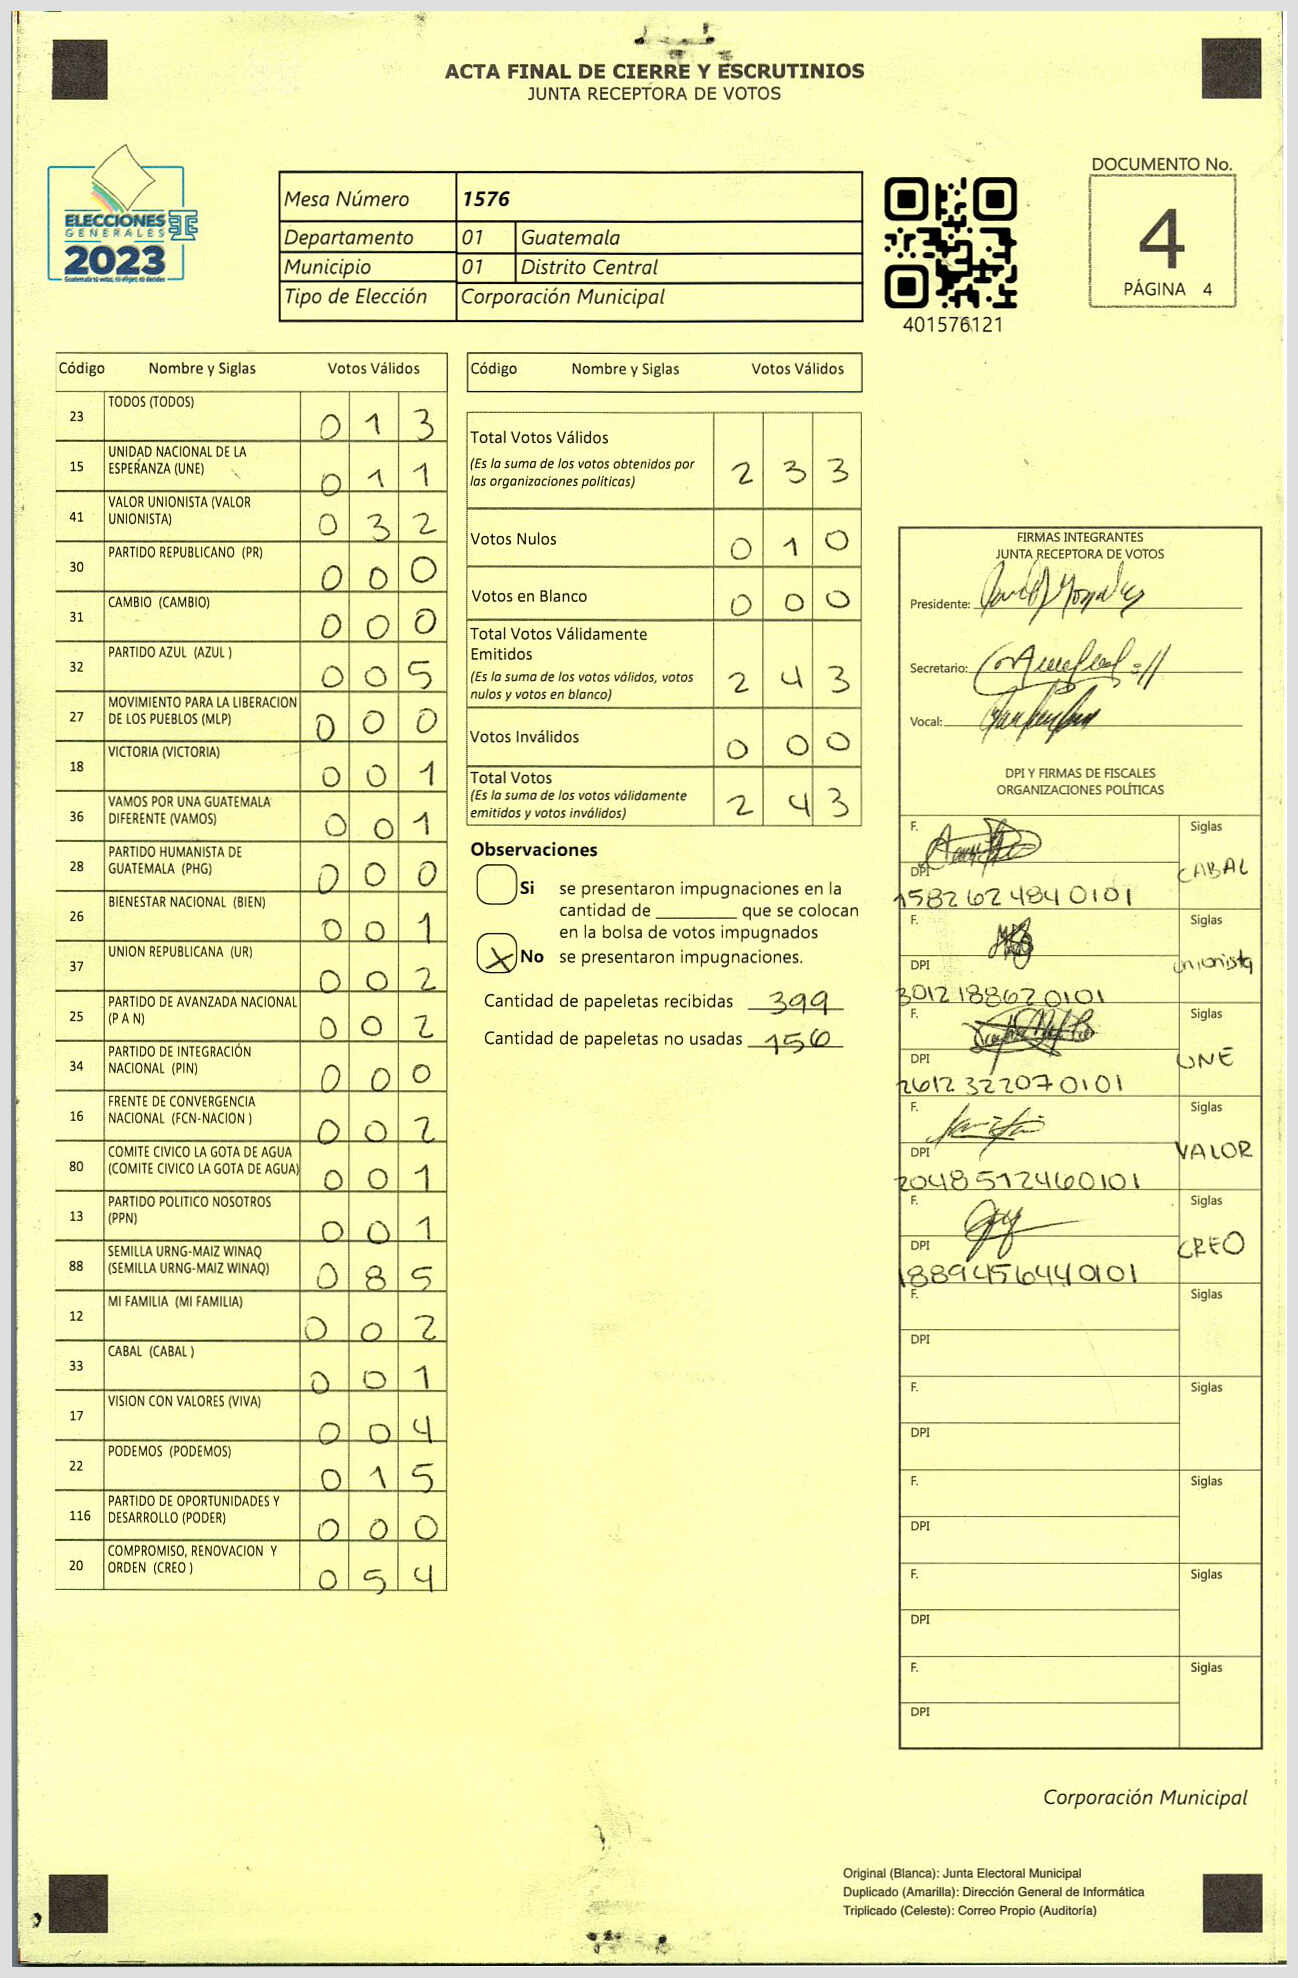 ACTA FINAL DE CIERRE Y ESCRUTINIOS
JUNTA RECEPTORA DE VOTOS
ELECCIONES
GENERALES
2023
Guatemala tú votas, tú eliges, tú decides
Mesa Número 1576
Departamento 01 Guatemala
Municipio 01 Distrito Central
Tipo de Elección Corporación Municipal
401576121
DOCUMENTO No.
4
PÁGINA 4
Código Nombre y Siglas Votos Válidos
23 TODOS (TODOS) 0 1 3
15 UNIDAD NACIONAL DE LA
ESPERANZA (UNE) 0 1 1
41 VALOR UNIONISTA (VALOR
UNIONISTA) 0 3 2
30 PARTIDO REPUBLICANO (PR) 0 0 0
31 CAMBIO (CAMBIO) 0 0 0
32 PARTIDO AZUL (AZUL ) 0 0 5
27 MOVIMIENTO PARA LA LIBERACION
DE LOS PUEBLOS (MLP) 0 0 0
18 VICTORIA (VICTORIA) 0 0 1
36 VAMOS POR UNA GUATEMALA
DIFERENTE (VAMOS) 0 0 1
28 PARTIDO HUMANISTA DE
GUATEMALA (PHG) 0 0 0
26 BIENESTAR NACIONAL (BIEN) 0 0 1
37 UNION REPUBLICANA (UR) 0 0 2
25 PARTIDO DE AVANZADA NACIONAL
(P A N) 0 0 2
34 PARTIDO DE INTEGRACIÓN
NACIONAL (PIN) 0 0 0
16 FRENTE DE CONVERGENCIA
NACIONAL (FCN-NACION ) 0 0 2
80 COMITE CIVICO LA GOTA DE AGUA
(COMITE CIVICO LA GOTA DE AGUA) 0 0 1
13 PARTIDO POLITICO NOSOTROS
(PPN) 0 0 1
88 SEMILLA URNG-MAIZ WINAQ
(SEMILLA URNG-MAIZ WINAQ) 0 8 5
12 MI FAMILIA (MI FAMILIA) 0 0 2
33 CABAL (CABAL ) 0 0 1
17 VISION CON VALORES (VIVA) 0 0 4
22 PODEMOS (PODEMOS) 0 1 5
116 PARTIDO DE OPORTUNIDADES Y
DESARROLLO (PODER) 0 0 0
20 COMPROMISO, RENOVACION Y
ORDEN (CREO ) 0 5 4
Código Nombre y Siglas Votos Válidos
Total Votos Válidos
(Es la suma de los votos obtenidos por
las organizaciones políticas) 2 3 3
Votos Nulos 0 1 0
Votos en Blanco 0 0 0
Total Votos Válidamente
Emitidos
(Es la suma de los votos válidos, votos
nulos y votos en blanco) 2 4 3
Votos Inválidos 0 0 0
Total Votos
(Es la suma de los votos válidamente
emitidos y votos inválidos) 2 4 3
Observaciones
Si se presentaron impugnaciones en la
cantidad de ________ que se colocan
en la bolsa de votos impugnados
X No se presentaron impugnaciones.
Cantidad de papeletas recibidas 399
Cantidad de papeletas no usadas 156
FIRMAS INTEGRANTES
JUNTA RECEPTORA DE VOTOS
Presidente:
Secretario:
Vocal:
DPI Y FIRMAS DE FISCALES
ORGANIZACIONES POLÍTICAS
F. Siglas
CABAL
DPI
1582624840101
F. Siglas
Unionista
DPI
3012188620101
F. Siglas
UNE
DPI
2612322070101
F. Siglas
VALOR
DPI
2048512460101
F. Siglas
CREO
DPI
1889456440101
F. Siglas
DPI
F. Siglas
DPI
F. Siglas
DPI
F. Siglas
DPI
F. Siglas
DPI
Corporación Municipal
Original (Blanca): Junta Electoral Municipal
Duplicado (Amarilla): Dirección General de Informática
Triplicado (Celeste): Correo Propio (Auditoría)